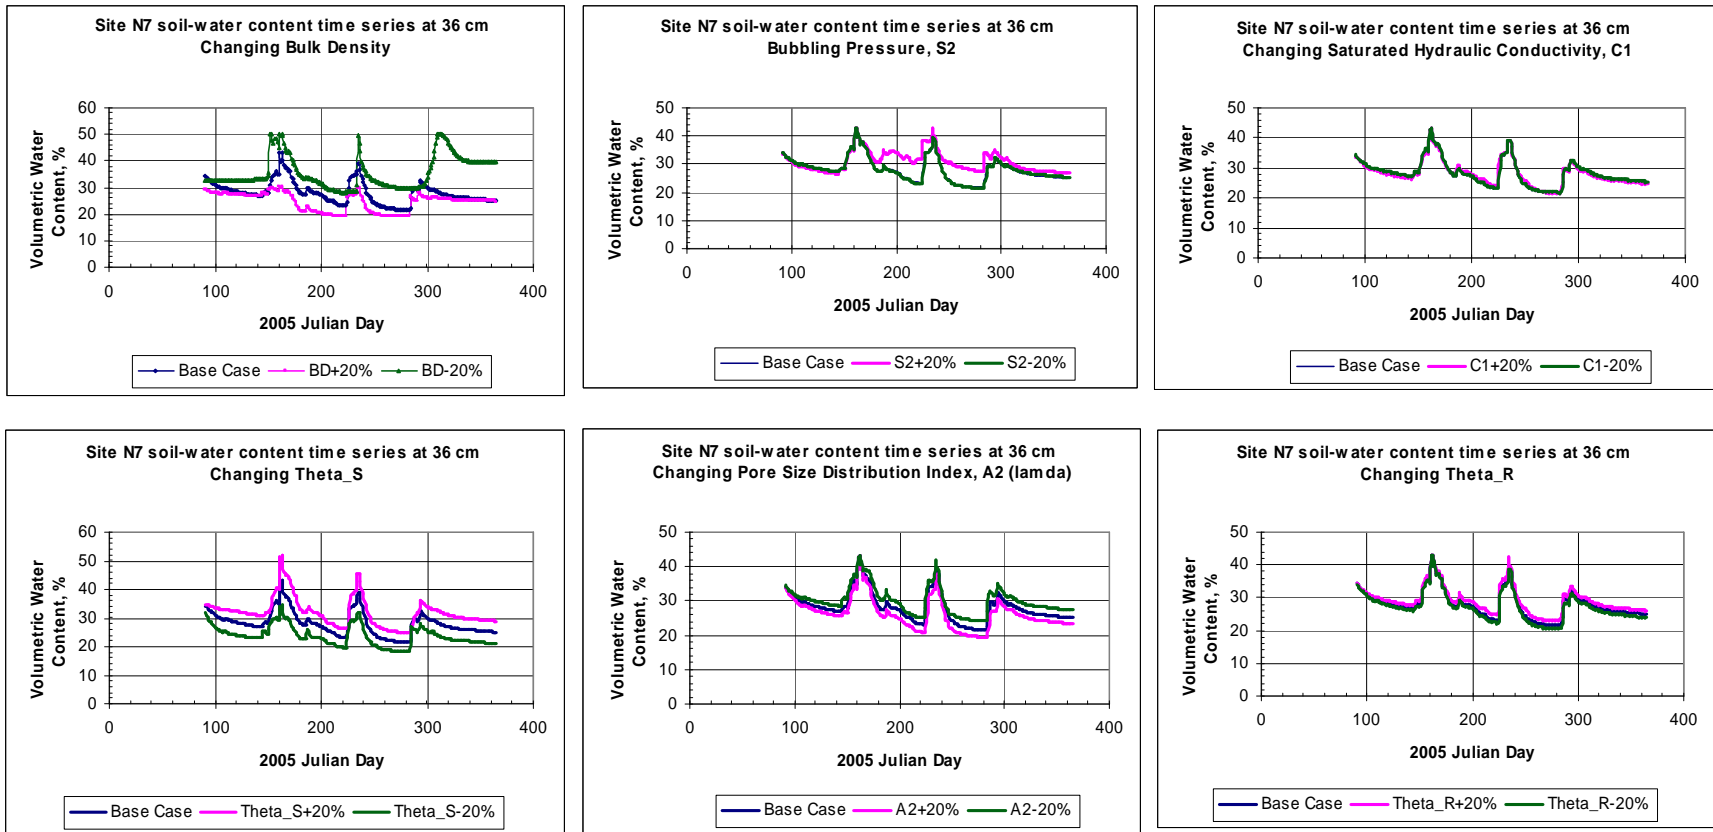 Site N7 soil-water content time series at 36 cm
Changing Bulk Density
Volumetric Water
Content, %
60
50
40
30
20
10
0
0
100
200
300
400
2005 Julian Day
Base Case
BD+20%
BD-20%
Site N7 soil-water content time series at 36 cm
Bubbling Pressure, S2
Volumetric Water
Content, %
50
40
30
20
10
0
0
100
200
300
400
2005 Julian Day
Base Case
S2+20%
S2-20%
Site N7 soil-water content time series at 36 cm
Changing Saturated Hydraulic Conductivity, C1
Volumetric Water
Content, %
50
40
30
20
10
0
0
100
200
300
400
2005 Julian Day
Base Case
C1+20%
C1-20%
Site N7 soil-water content time series at 36 cm
Changing Theta_S
Volumetric Water
Content, %
60
50
40
30
20
10
0
0
100
200
300
400
2005 Julian Day
Base Case
Theta_S+20%
Theta_S-20%
Site N7 soil-water content time series at 36 cm
Changing Pore Size Distribution Index, A2 (lamda)
Volumetric Water
Content, %
50
40
30
20
10
0
0
100
200
300
400
2005 Julian Day
Base Case
A2+20%
A2-20%
Site N7 soil-water content time series at 36 cm
Changing Theta_R
Volumetric Water
Content, %
50
40
30
20
10
0
0
100
200
300
400
2005 Julian Day
Base Case
Theta_R+20%
Theta_R-20%